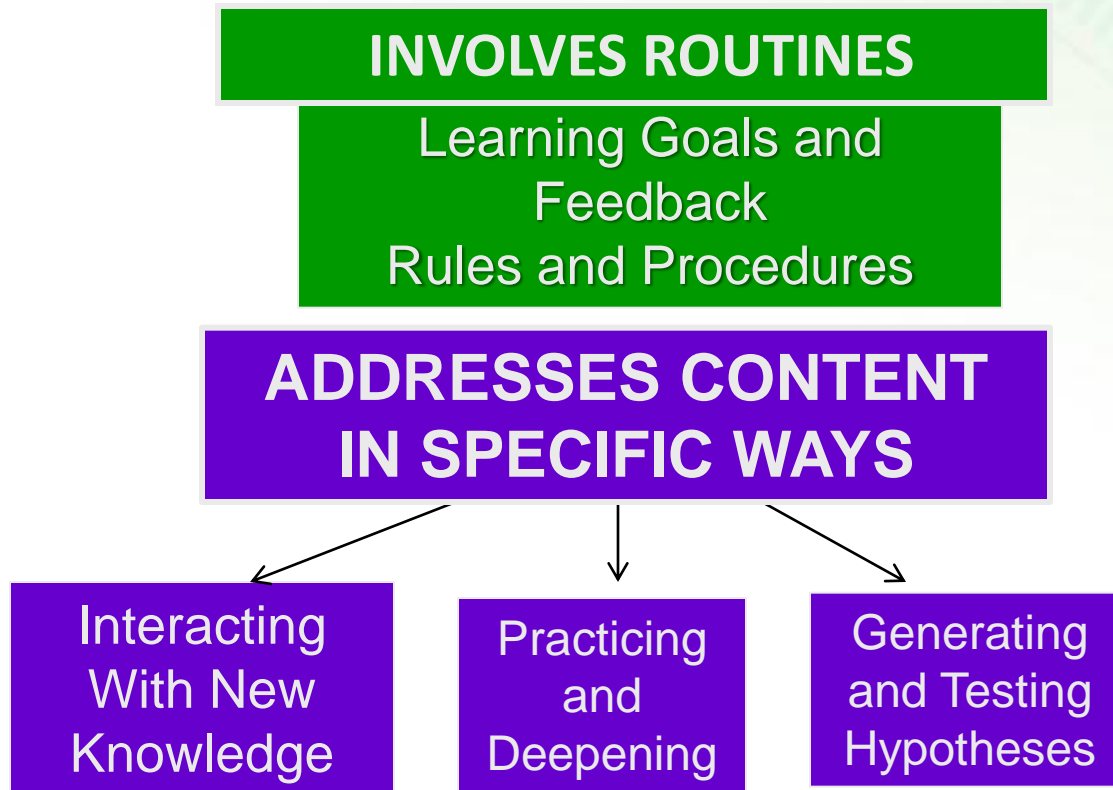 INVOLVES ROUTINES
Learning Goals and
Feedback
Rules and Procedures
ADDRESSES CONTENT
IN SPECIFIC WAYS
Interacting
With New
Knowledge
Practicing
and
Deepening
Generating
and Testing
Hypotheses